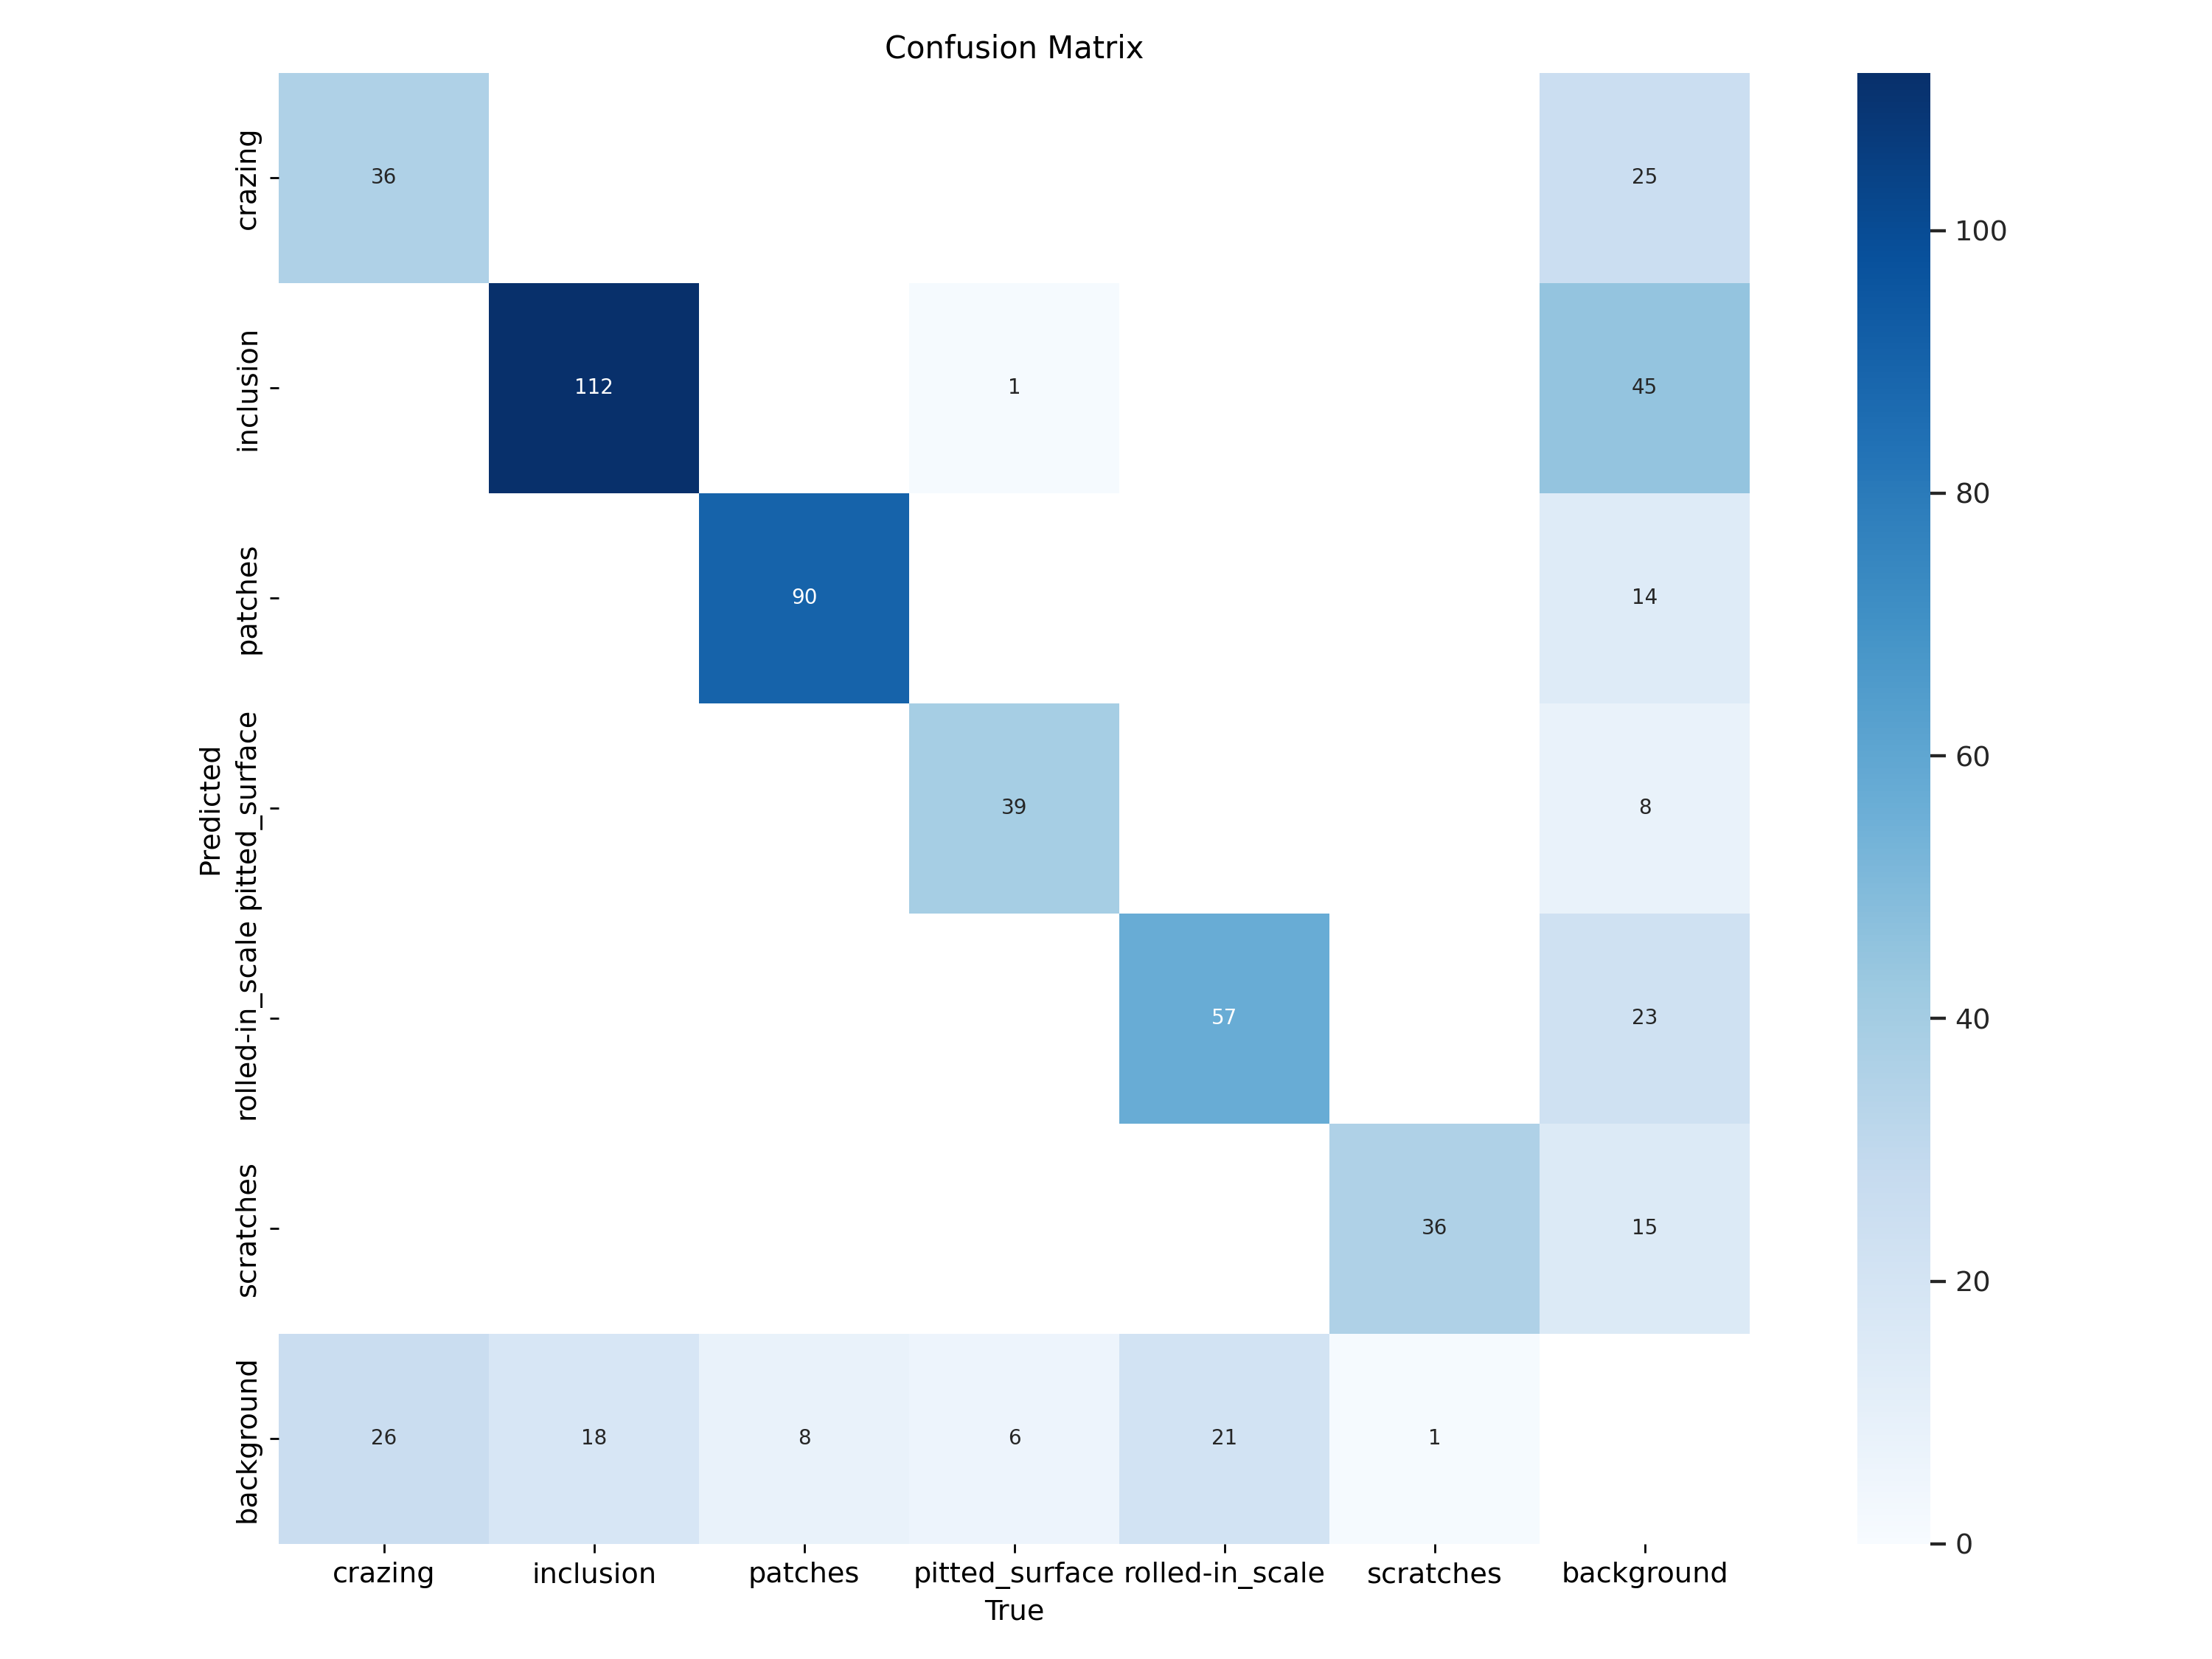 Confusion Matrix
crazing
36
25
100
inclusion
112
1
45
80
patches
90
14
60
Predicted
pitted_surface
39
8
40
rolled-in_scale
57
23
scratches
36
15
20
background
26
18
8
6
21
1
0
crazing
inclusion
patches
pitted_surface
rolled-in_scale
scratches
background
True